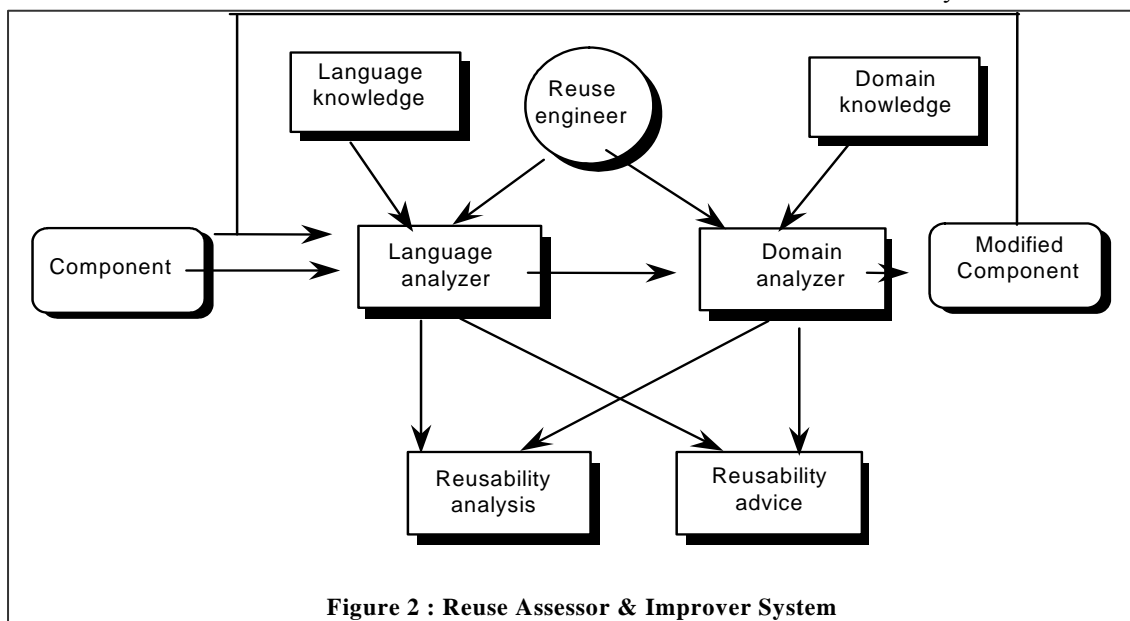 Language
knowledge
Reuse
engineer
Domain
knowledge
Component
Language
analyzer
Domain
analyzer
Modified
Component
Reusability
analysis
Reusability
advice
Figure 2 : Reuse Assessor & Improver System